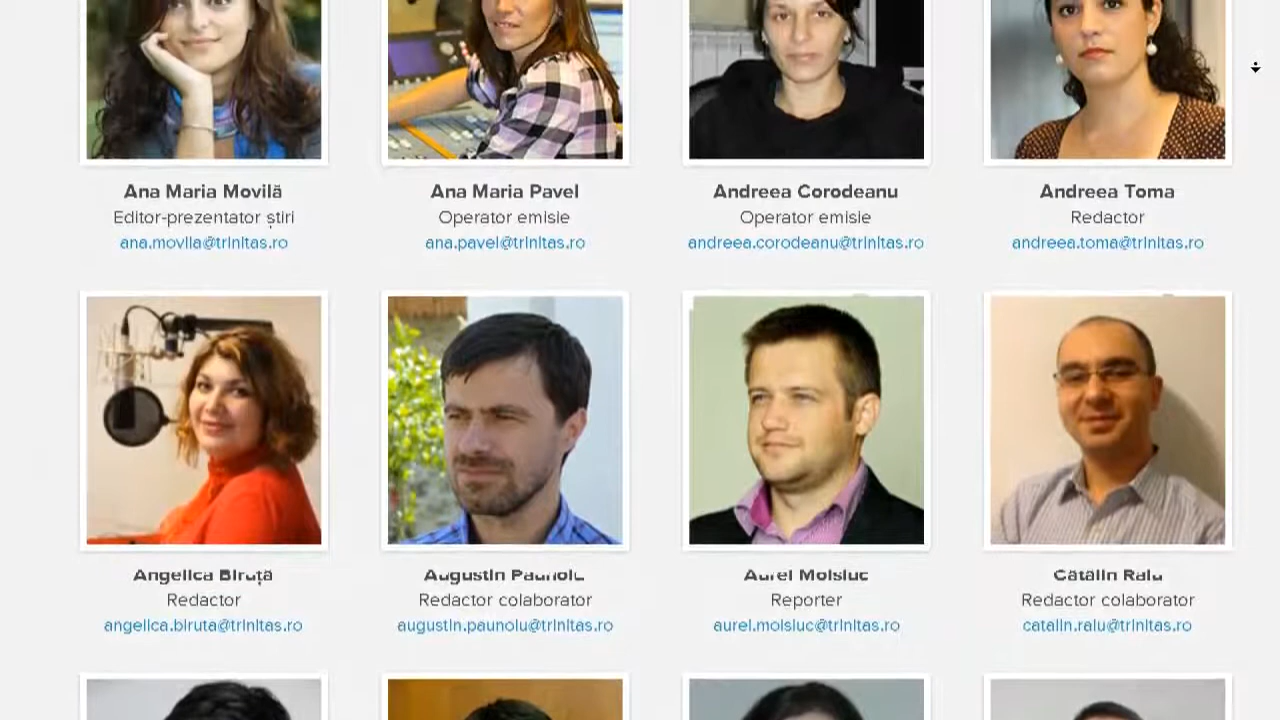 Ana Maria Movilă
Editor-prezentator știri
ana.movila@trinitas.ro
Ana Maria Pavel
Operator emisie
ana.pavel@trinitas.ro
Andreea Corodeanu
Operator emisie
andreea.corodeanu@trinitas.ro
Andreea Toma
Redactor
andreea.toma@trinitas.ro
Angelica Biruță
Redactor
angelica.biruta@trinitas.ro
Augustin Păunoiu
Redactor colaborator
augustin.paunoiu@trinitas.ro
Aurel Moisiuc
Reporter
aurel.moisiuc@trinitas.ro
Cătălin Raiu
Redactor colaborator
catalin.raiu@trinitas.ro